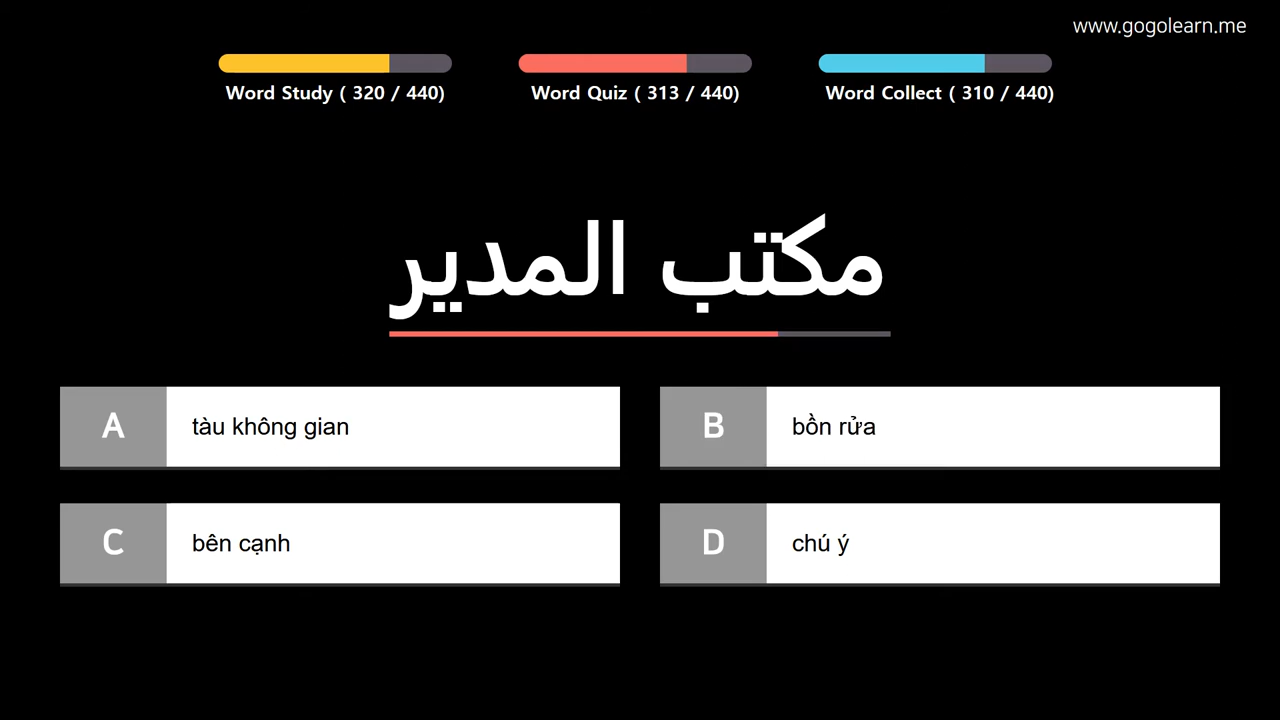 www.gogolearn.me
Word Study ( 320 / 440)
Word Quiz ( 313 / 440)
Word Collect ( 310 / 440)
مكتب المدير
A
tàu không gian
B
bồn rửa
C
bên cạnh
D
chú ý